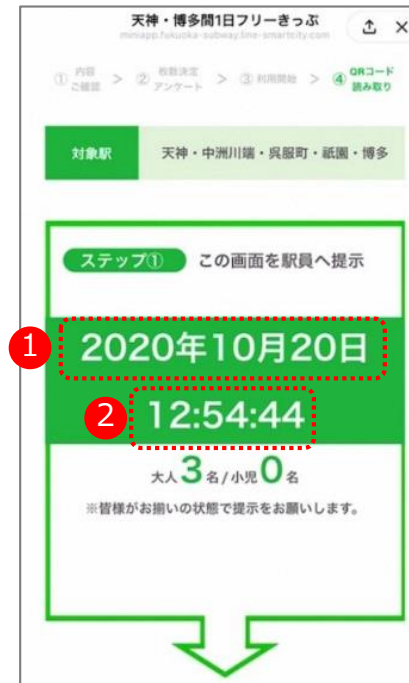 天神・博多間1日フリーきっぷ
miniapp.fukuoka-subway.line-smartcity.com
① 内容ご確認 > ② 枚数決定アンケート > ③ 利用開始 > ④ QRコード読み取り
対象駅 天神・中洲川端・呉服町・祇園・博多
ステップ① この画面を駅員へ提示
1 2020年10月20日
2 12:54:44
大人3名/小児0名
※皆様がお揃いの状態で提示をお願いします。